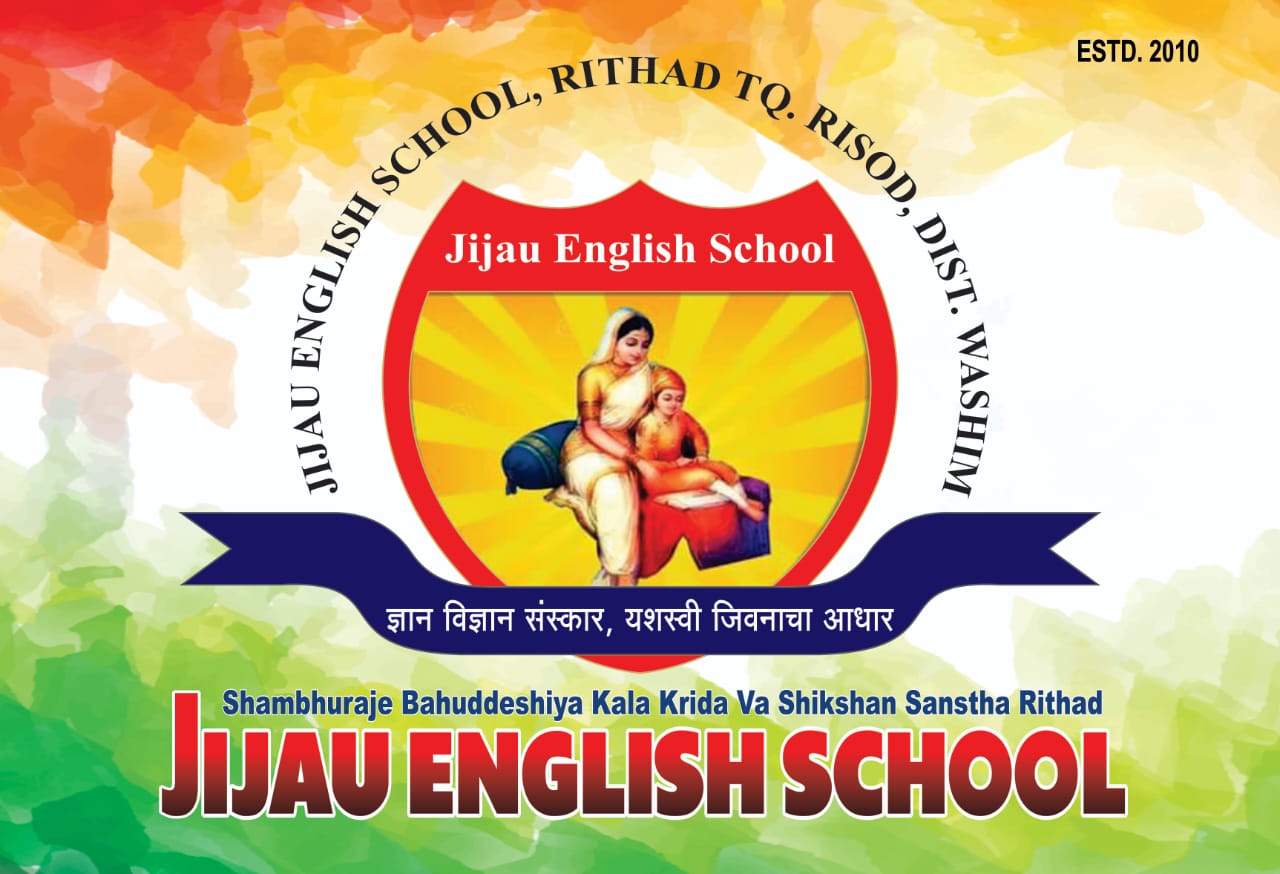 ESTD. 2010
JIJAU ENGLISH SCHOOL, RITHAD TQ. RISOD, DIST. WASHIM
Jijau English School
ज्ञान विज्ञान संस्कार, यशस्वी जिवनाचा आधार
Shambhuraje Bahuddeshiya Kala Krida Va Shikshan Sanstha Rithad
JIJAU ENGLISH SCHOOL